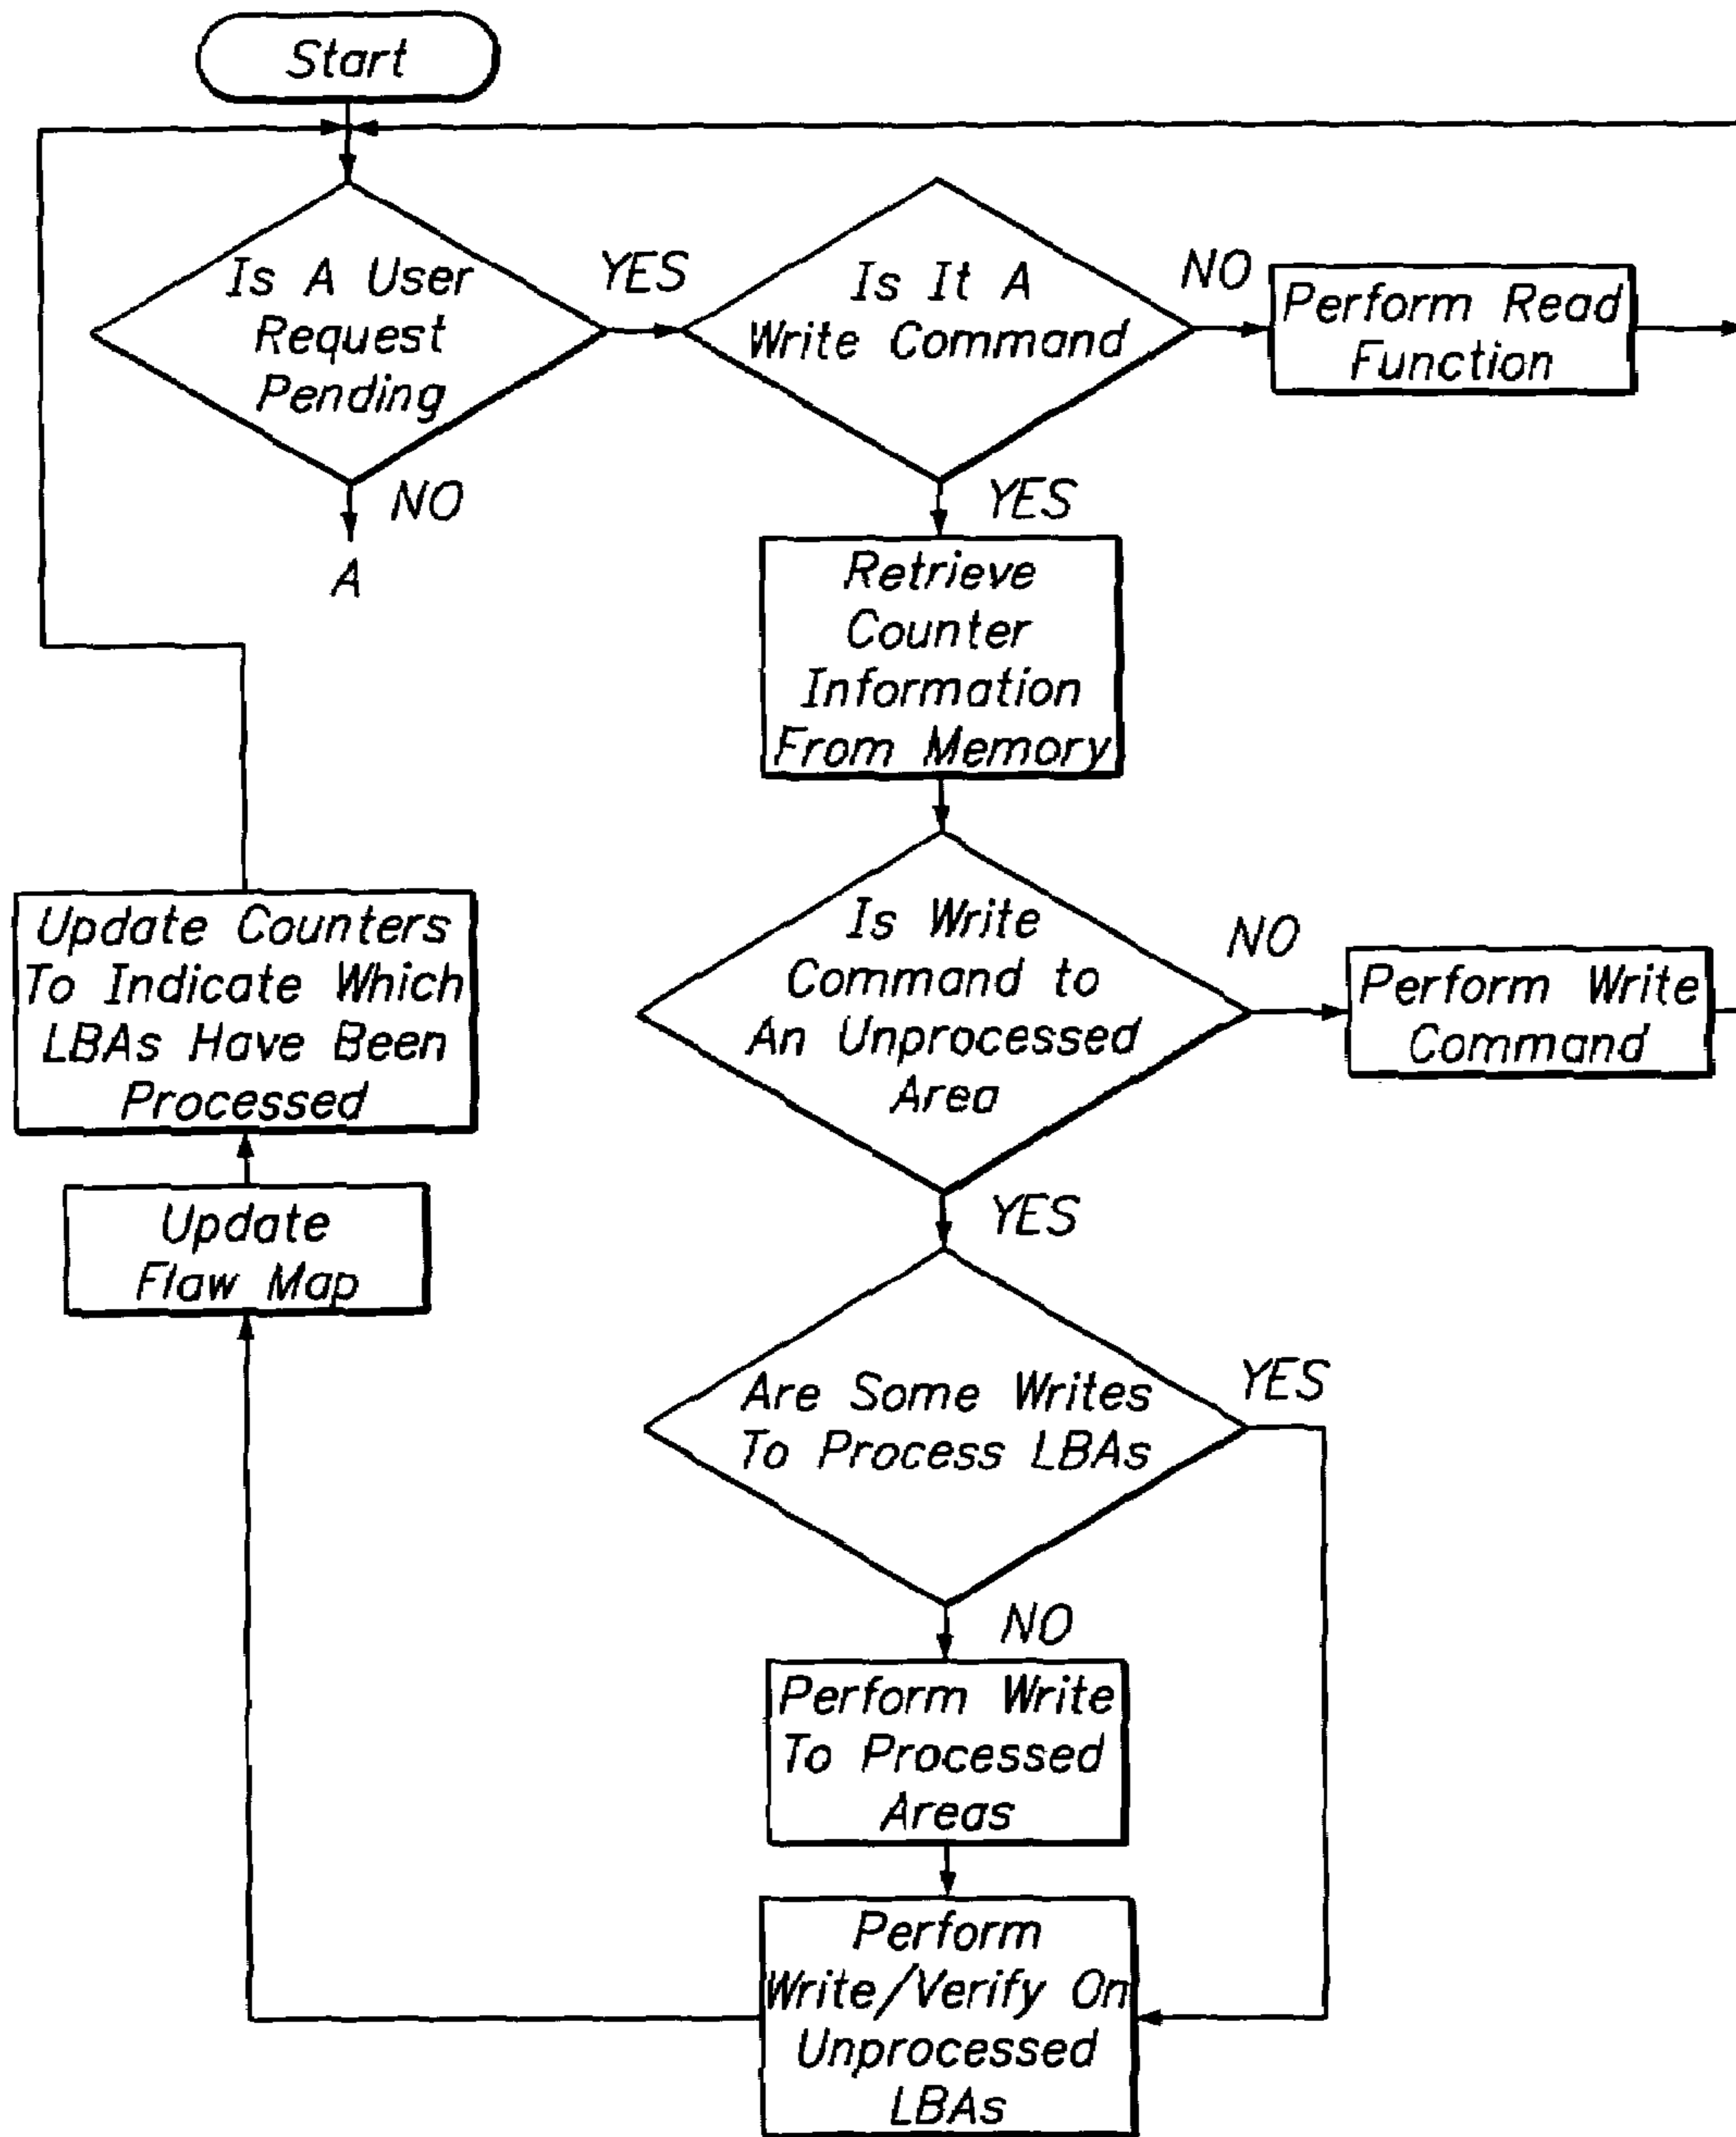 Start
Is A User
Request
Pending
YES
Is It A
Write Command
NO
Perform Read
Function
NO
A
YES
Retrieve
Counter
Information
From Memory
Update Counters
To Indicate Which
LBAs Have Been
Processed
Is Write
Command to
An Unprocessed
Area
NO
Perform Write
Command
Update
Flaw Map
YES
Are Some Writes
To Process LBAs
YES
NO
Perform Write
To Processed
Areas
Perform
Write/Verify On
Unprocessed
LBAs